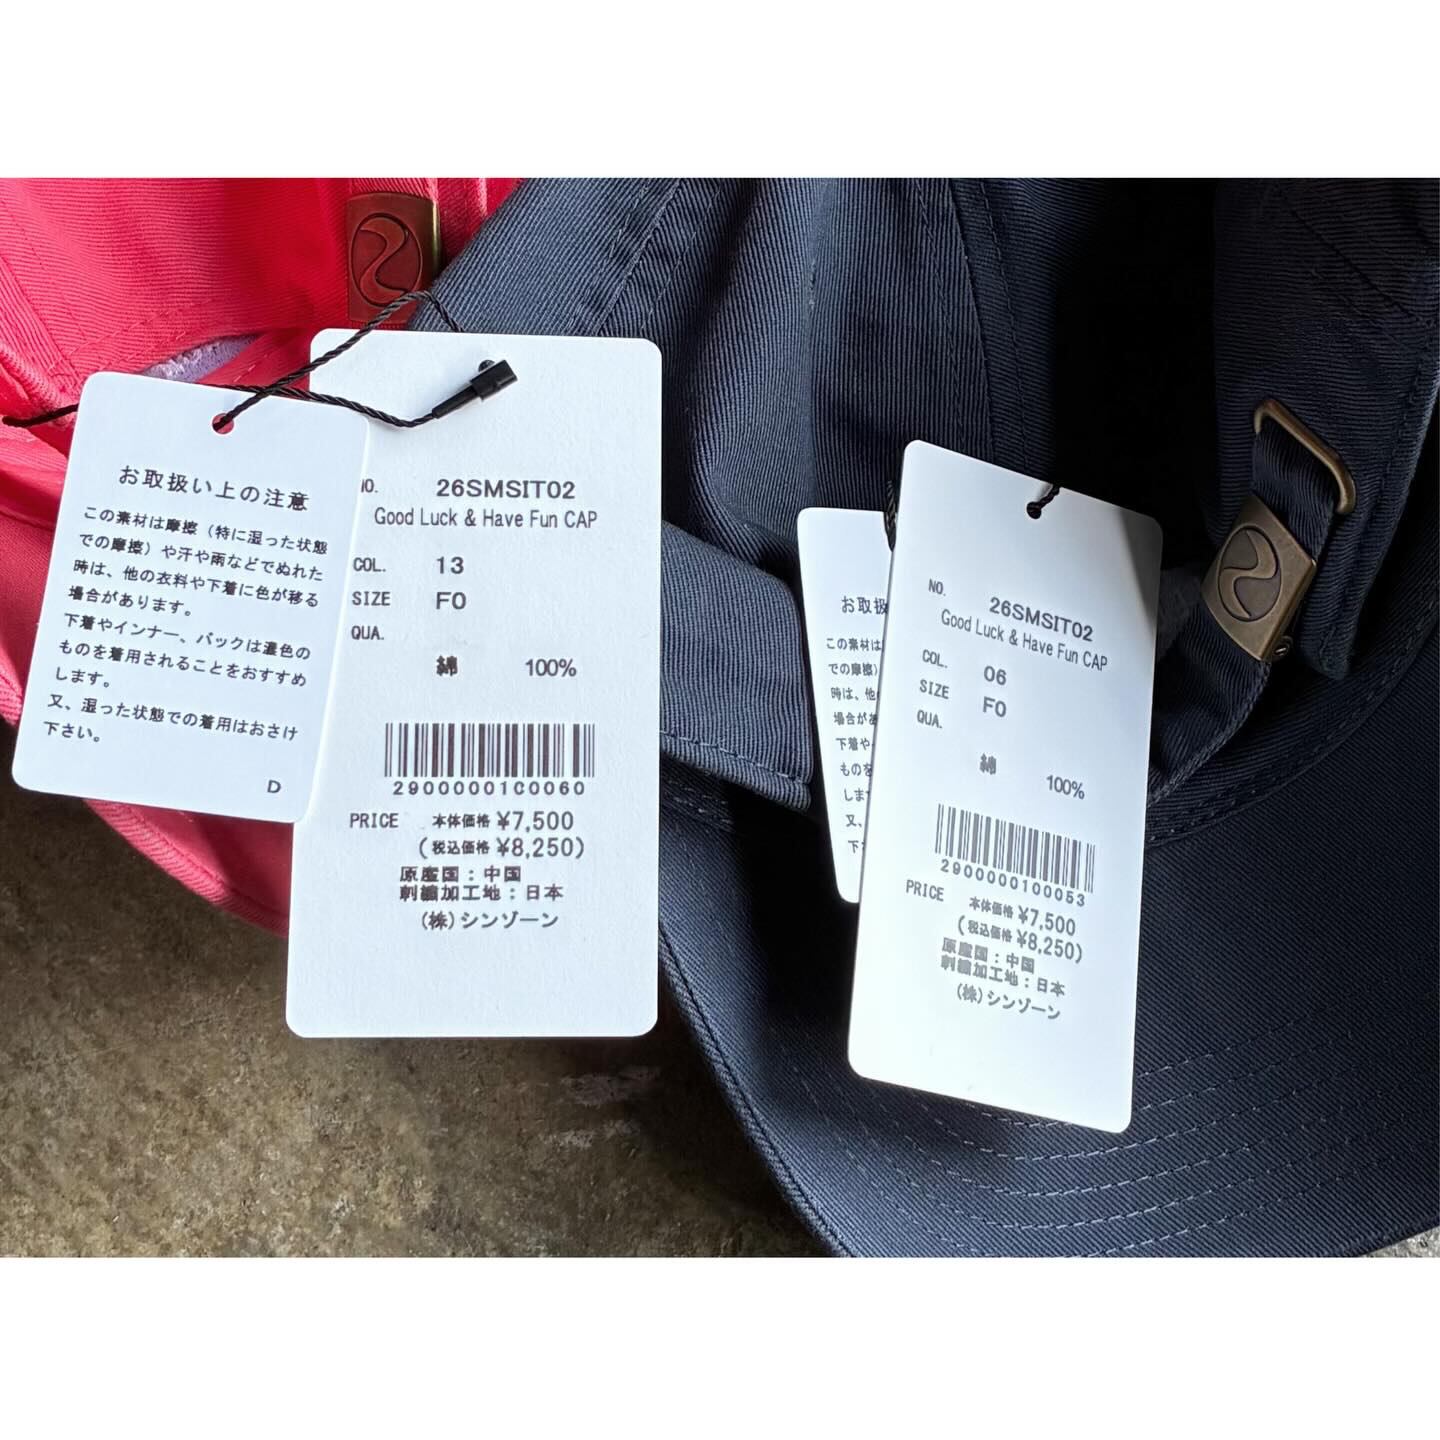 お取扱い上の注意
この素材は摩擦（特に湿った状態
での摩擦）や汗や雨などでぬれた
時は、他の衣料や下着に色が移る
場合があります。
下着やインナー、バックは濃色の
ものを着用されることをおすすめ
します。
又、湿った状態での着用はおさけ
下さい。
D
NO. 26SMSIT02
Good Luck & Have Fun CAP
COL. 13
SIZE F0
QUA.
綿 100%
2900000100060
PRICE 本体価格 ¥7,500
(税込価格 ¥8,250)
原産国：中国
刺繍加工地：日本
(株)シンゾーン
お取扱
この素材は
での摩擦）
時は、他
場合があ
下着や
ものを
しま
又、
下
NO. 26SMSIT02
Good Luck & Have Fun CAP
COL. 06
SIZE F0
QUA.
綿 100%
2900000100053
PRICE 本体価格 ¥7,500
(税込価格 ¥8,250)
原産国：中国
刺繍加工地：日本
(株)シンゾーン